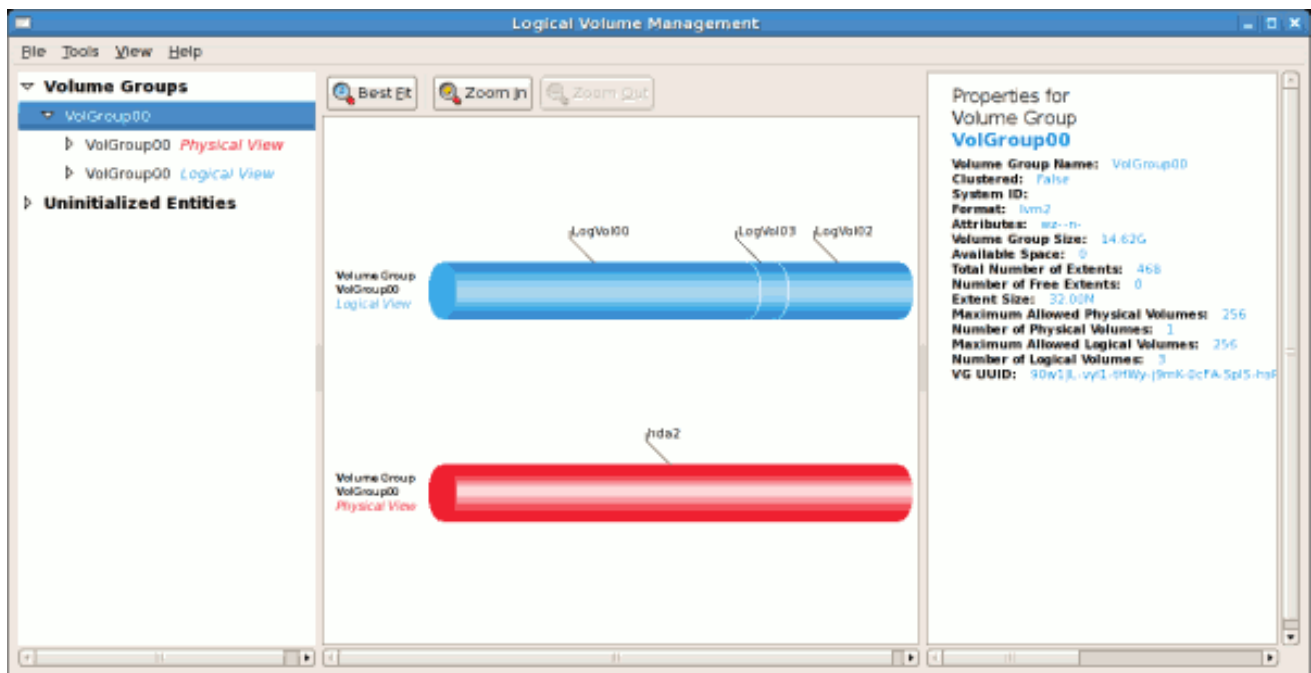 Logical Volume Management
File Tools View Help
Volume Groups
VolGroup00
VolGroup00 Physical View
VolGroup00 Logical View
Uninitialized Entities
Best Fit
Zoom In
Zoom Out
LogVol00
LogVol03
LogVol02
Volume Group
VolGroup00
Logical View
hda2
Volume Group
VolGroup00
Physical View
Properties for
Volume Group
VolGroup00
Volume Group Name: VolGroup00
Clustered: False
System ID:
Format: lvm2
Attributes: wz--n-
Volume Group Size: 14.62G
Available Space: 0
Total Number of Extents: 468
Number of Free Extents: 0
Extent Size: 32.00M
Maximum Allowed Physical Volumes: 256
Number of Physical Volumes: 1
Maximum Allowed Logical Volumes: 256
Number of Logical Volumes: 3
VG UUID: